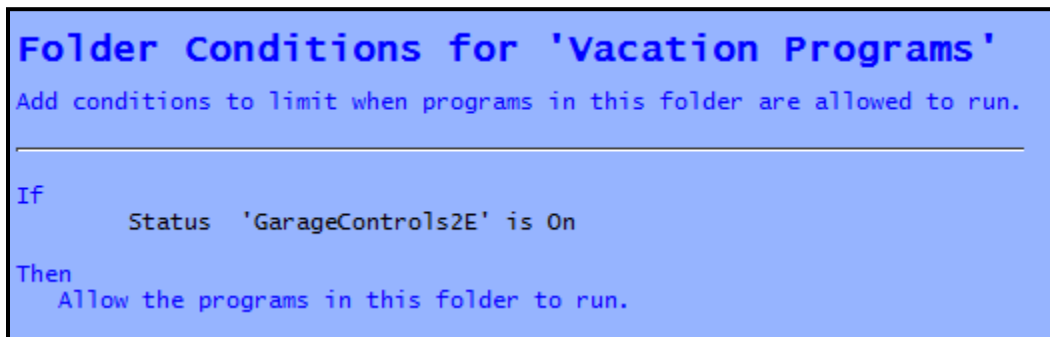 Folder Conditions for 'Vacation Programs'
Add conditions to limit when programs in this folder are allowed to run.
If
Status 'GarageControls2E' is On
Then
Allow the programs in this folder to run.